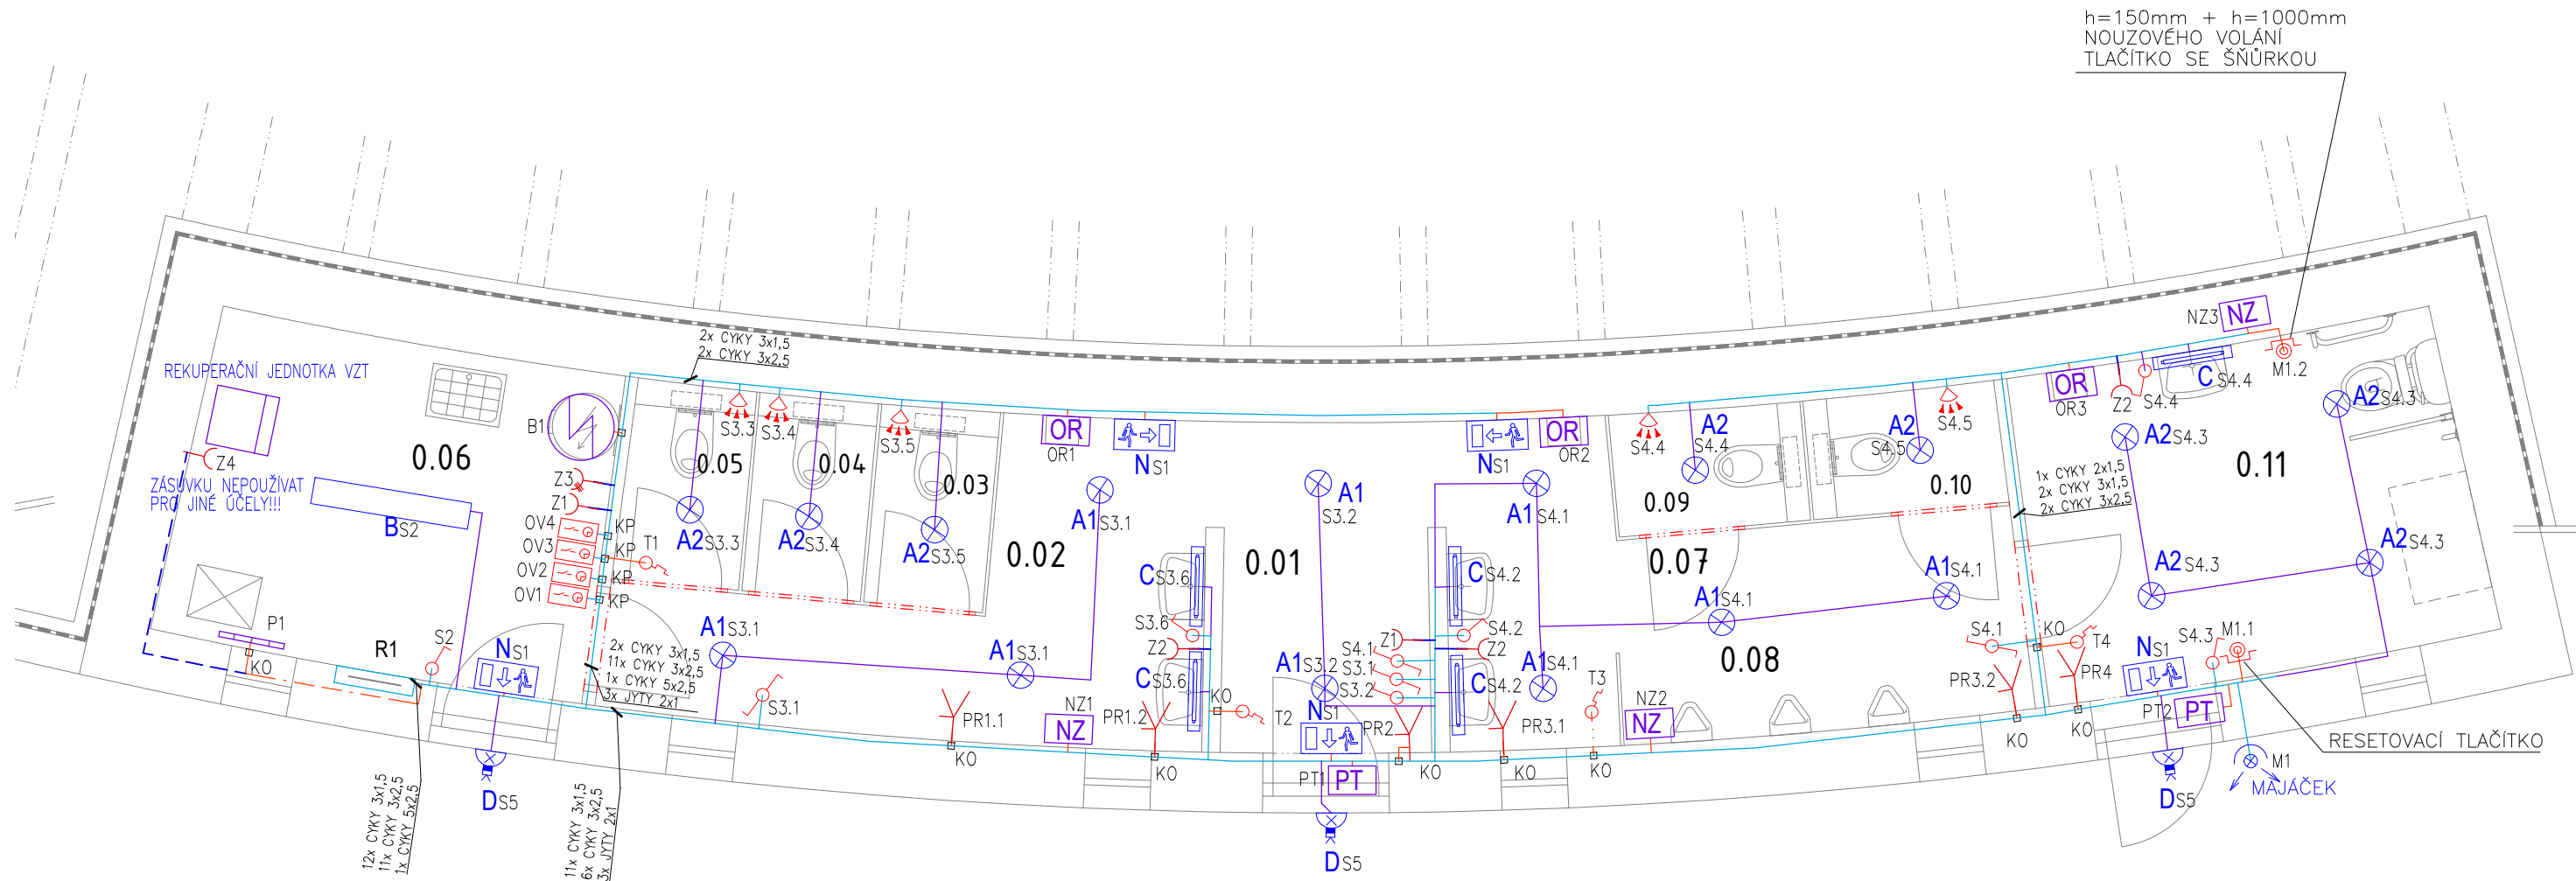 h=150mm + h=1000mm
NOUZOVÉHO VOLÁNÍ
TLAČÍTKO SE ŠŇŮRKOU
NZ3 NZ
M1.2
2x CYKY 3x1,5
2x CYKY 3x2,5
REKUPERAČNÍ JEDNOTKA VZT
Z4
ZÁSUVKU NEPOUŽÍVAT
PRO JINÉ ÚČELY!!!
0.06
B S2
B1
Z3
Z1
OV4
OV3
OV2
OV1
KP
KP
KP
KP
T1
P1
KO
R1
S2
N S1
D S5
S3.3
S3.4
S3.5
0.05
0.04
0.03
A2 S3.3
A2 S3.4
A2 S3.5
OR
OR1
N S1
A1 S3.1
0.02
A1 S3.1
A1 S3.1
2x CYKY 3x1,5
11x CYKY 3x2,5
1x CYKY 5x2,5
3x JYTY 2x1
12x CYKY 3x1,5
11x CYKY 3x2,5
1x CYKY 5x2,5
11x CYKY 3x1,5
6x CYKY 3x2,5
3x JYTY 2x1
S3.1
PR1.1
KO
NZ1
NZ
PR1.2
KO
C S3.6
S3.6
Z2
C S3.6
KO
T2
0.01
A1
S3.2
A1 S3.2
N S1
PT1 PT
D S5
N S1
OR
OR2
A1 S4.1
Z1
S4.1
S3.1
S3.2
PR2
KO
C S4.2
S4.2
Z2
C S4.2
A1 S4.1
PR3.1
KO
T3
KO
NZ2
NZ
S4.4
A2
S4.4
0.09
0.07
A1 S4.1
0.08
A2
S4.5
S4.5
0.10
A1 S4.1
S4.1
PR3.2
KO
KO
T4
PR4
KO
1x CYKY 2x1,5
2x CYKY 3x1,5
2x CYKY 3x2,5
OR
OR3
Z2
S4.4
C S4.4
A2 S4.3
A2 S4.3
0.11
A2 S4.3
A2 S4.3
N S1
S4.3
M1.1
PT2 PT
D S5
M1
MAJÁČEK
RESETOVACÍ TLAČÍTKO